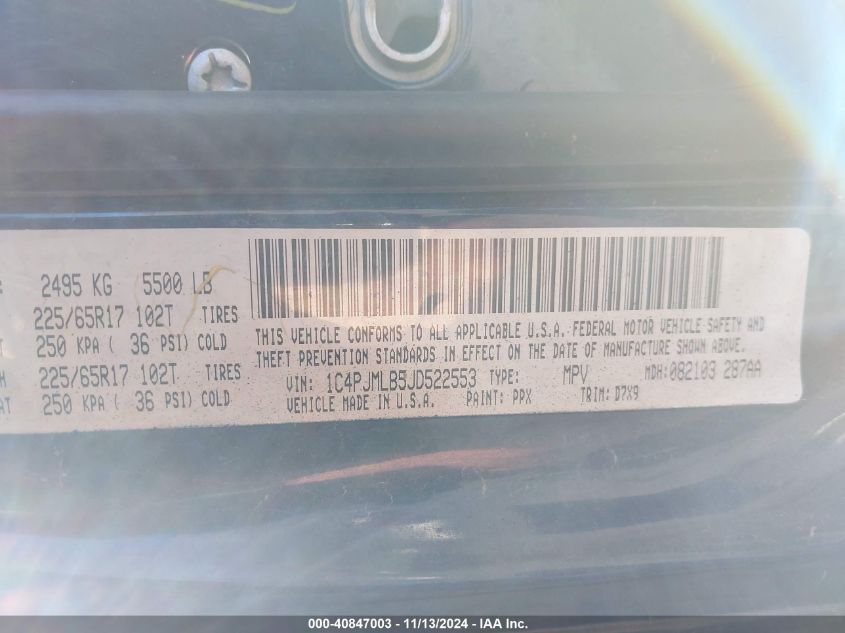 2495 KG 5500 LB
225/65R17 102T TIRES
250 KPA ( 36 PSI) COLD
225/65R17 102T TIRES
250 KPA ( 36 PSI) COLD
THIS VEHICLE CONFORMS TO ALL APPLICABLE U.S.A. FEDERAL MOTOR VEHICLE SAFETY AND
THEFT PREVENTION STANDARDS IN EFFECT ON THE DATE OF MANUFACTURE SHOWN ABOVE.
VIN: 1C4PJMLB5JD522553 TYPE: MPV MDH:082103 287AA
VEHICLE MADE IN U.S.A. PAINT: PPX TRIM: D7X9
000-40847003 | 11/13/2024 - IAA Inc.